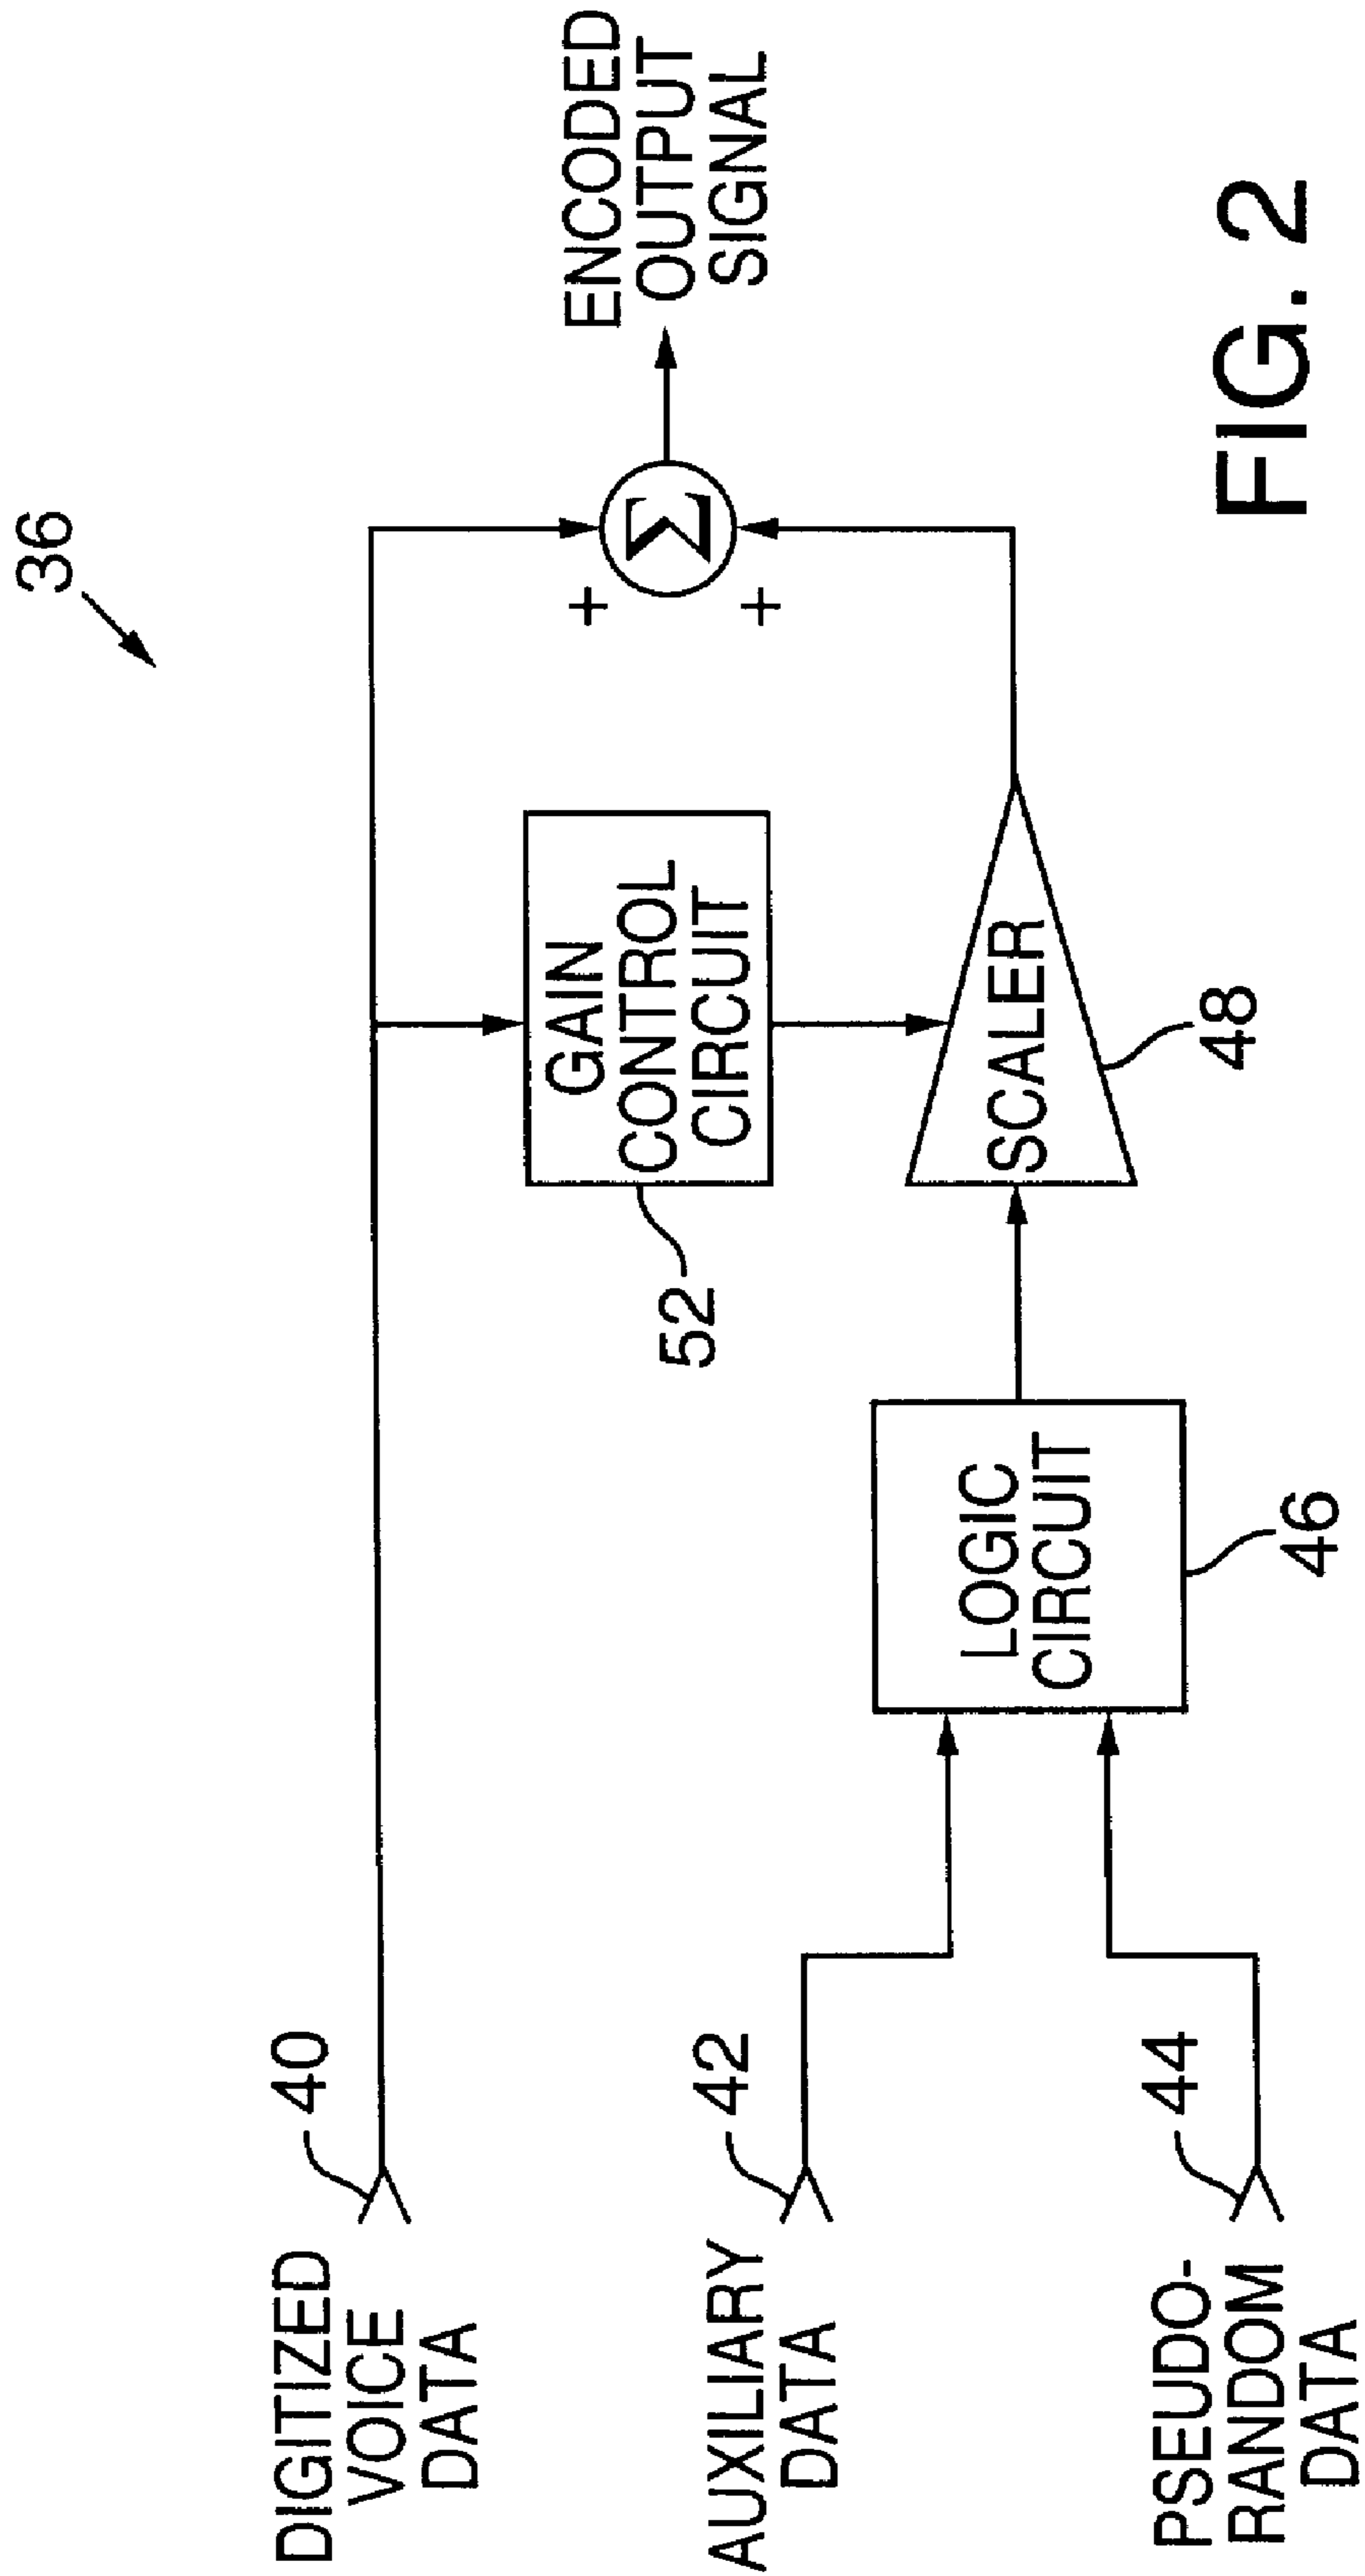 36
DIGITIZED
VOICE
DATA
40
ENCODED
OUTPUT
SIGNAL
+
Σ
+
GAIN
CONTROL
CIRCUIT
52
AUXILIARY
DATA
42
LOGIC
CIRCUIT
46
SCALER
48
PSEUDO-
RANDOM
DATA
44
FIG. 2